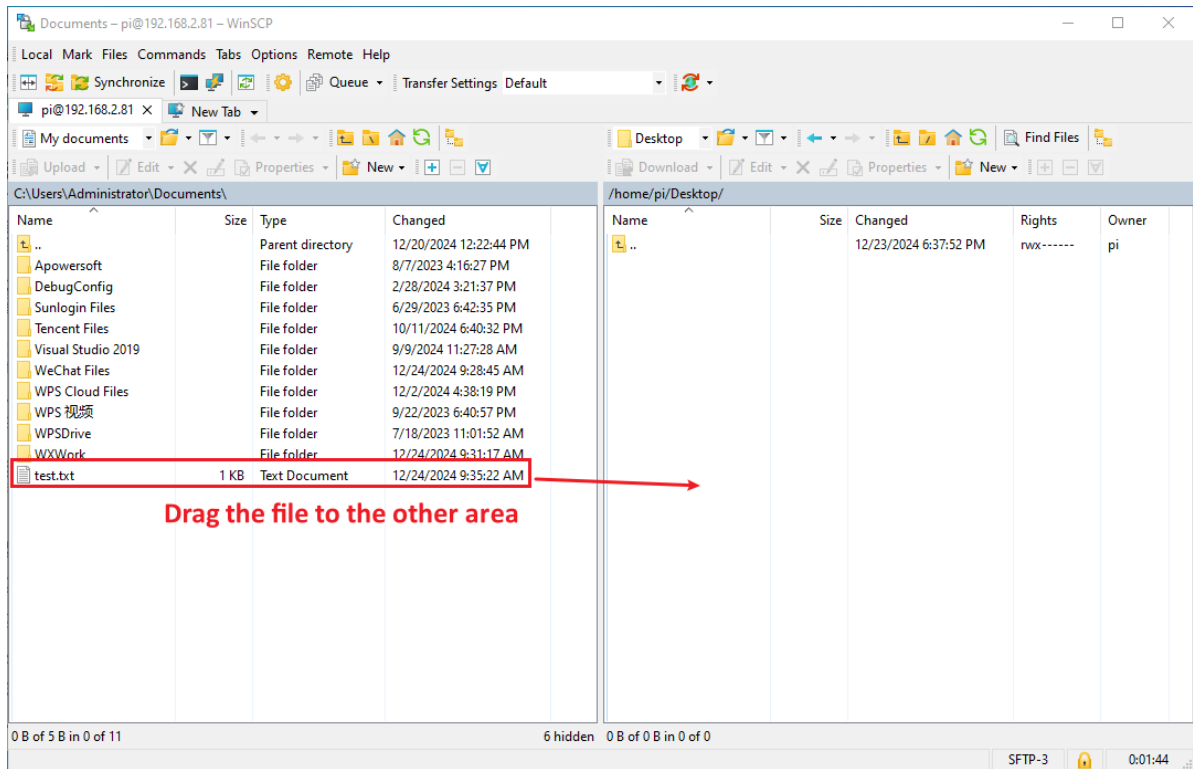 Documents – pi@192.168.2.81 – WinSCP
Local Mark Files Commands Tabs Options Remote Help
Synchronize Queue Transfer Settings Default
pi@192.168.2.81 New Tab
My documents Desktop Find Files
Upload Edit Properties New Download Edit Properties New
C:\Users\Administrator\Documents\ /home/pi/Desktop/
Name Size Type Changed Name Size Changed Rights Owner
.. Parent directory 12/20/2024 12:22:44 PM .. 12/23/2024 6:37:52 PM rwx------ pi
Apowersoft File folder 8/7/2023 4:16:27 PM
DebugConfig File folder 2/28/2024 3:21:37 PM
Sunlogin Files File folder 6/29/2023 6:42:35 PM
Tencent Files File folder 10/11/2024 6:40:32 PM
Visual Studio 2019 File folder 9/9/2024 11:27:28 AM
WeChat Files File folder 12/24/2024 9:28:45 AM
WPS Cloud Files File folder 12/2/2024 4:38:19 PM
WPS 视频 File folder 9/22/2023 6:40:57 PM
WPSDrive File folder 7/18/2023 11:01:52 AM
WXWork File folder 12/24/2024 9:31:17 AM
test.txt 1 KB Text Document 12/24/2024 9:35:22 AM
Drag the file to the other area
0 B of 5 B in 0 of 11 6 hidden 0 B of 0 B in 0 of 0
SFTP-3 0:01:44